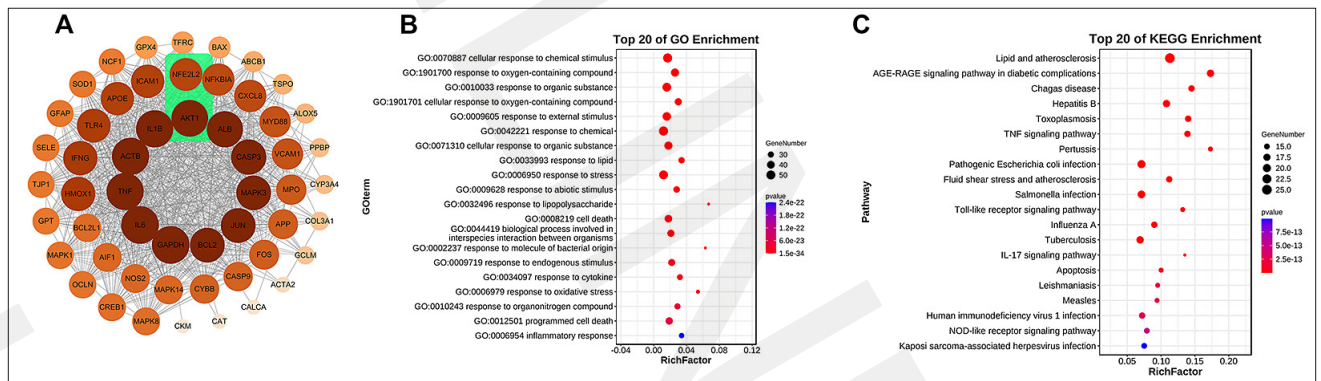 A
TFRC
GPX4
BAX
NCF1
ABCB1
NFE2L2
NFKBIA
ICAM1
TSPO
SOD1
APOE
CXCL8
ALOX5
GFAP
TLR4
IL1B
AKT1
ALB
MYD88
PPBP
SELE
IFNG
ACTB
CASP3
VCAM1
CYP3A4
TJP1
HMOX1
TNF
MAPK3
MPO
COL3A1
GPT
BCL2L1
IL6
JUN
APP
GCLM
GAPDH
BCL2
MAPK1
AIF1
FOS
ACTA2
OCLN
NOS2
MAPK14
CYBB
CASP9
CALCA
CREB1
MAPK8
CKM
CAT
B
Top 20 of GO Enrichment
GOterm
GO:0070887 cellular response to chemical stimulus
GO:1901700 response to oxygen-containing compound
GO:0010033 response to organic substance
GO:1901701 cellular response to oxygen-containing compound
GO:0009605 response to external stimulus
GO:0042221 response to chemical
GO:0071310 cellular response to organic substance
GO:0033993 response to lipid
GO:0006950 response to stress
GO:0009628 response to abiotic stimulus
GO:0032496 response to lipopolysaccharide
GO:0008219 cell death
GO:0044419 biological process involved in
interspecies interaction between organisms
GO:0002237 response to molecule of bacterial origin
GO:0009719 response to endogenous stimulus
GO:0034097 response to cytokine
GO:0006979 response to oxidative stress
GO:0010243 response to organonitrogen compound
GO:0012501 programmed cell death
GO:0006954 inflammatory response
-0.04 0.00 0.04 0.08 0.12
RichFactor
GeneNumber
30
40
50
pvalue
2.4e-22
1.8e-22
1.2e-22
6.0e-23
1.5e-34
C
Top 20 of KEGG Enrichment
Pathway
Lipid and atherosclerosis
AGE-RAGE signaling pathway in diabetic complications
Chagas disease
Hepatitis B
Toxoplasmosis
TNF signaling pathway
Pertussis
Pathogenic Escherichia coli infection
Fluid shear stress and atherosclerosis
Salmonella infection
Toll-like receptor signaling pathway
Influenza A
Tuberculosis
IL-17 signaling pathway
Apoptosis
Leishmaniasis
Measles
Human immunodeficiency virus 1 infection
NOD-like receptor signaling pathway
Kaposi sarcoma-associated herpesvirus infection
0.05 0.10 0.15 0.20
RichFactor
GeneNumber
15.0
17.5
20.0
22.5
25.0
pvalue
7.5e-13
5.0e-13
2.5e-13